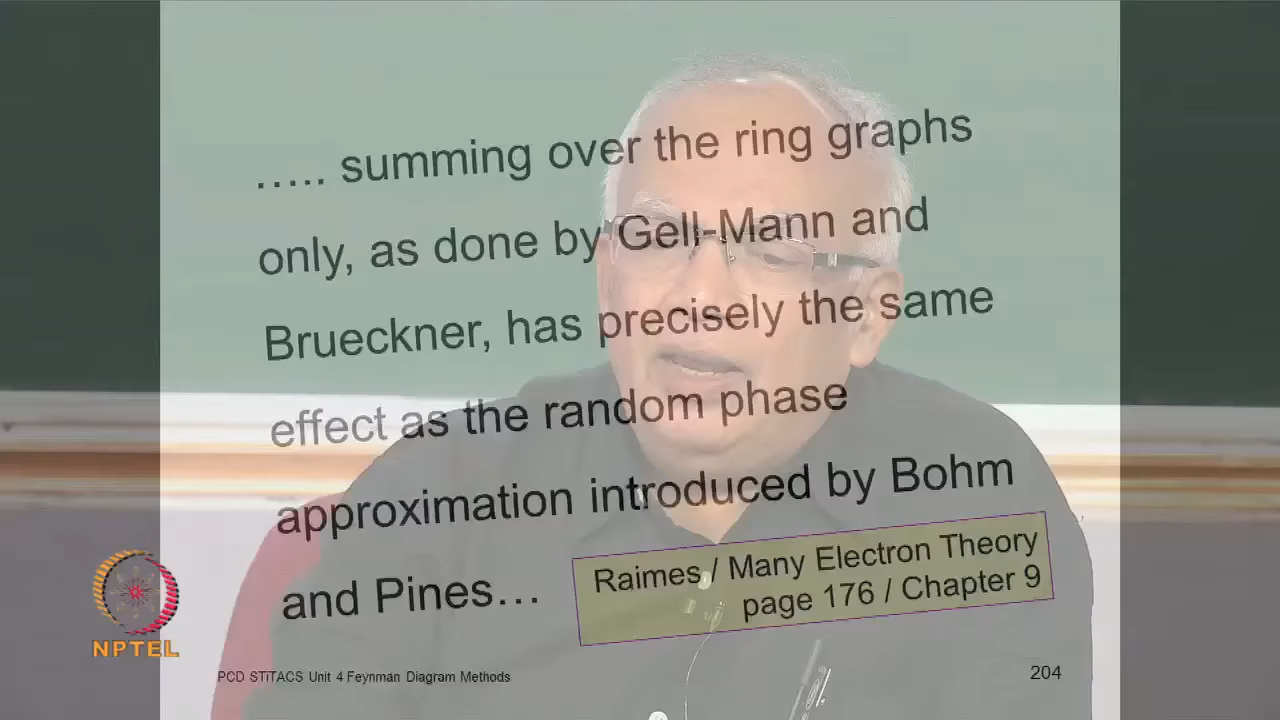 ….. summing over the ring graphs
only, as done by Gell-Mann and
Brueckner, has precisely the same
effect as the random phase
approximation introduced by Bohm
and Pines…
Raimes / Many Electron Theory
page 176 / Chapter 9
NPTEL
PCD STiTACS Unit 4 Feynman Diagram Methods
204